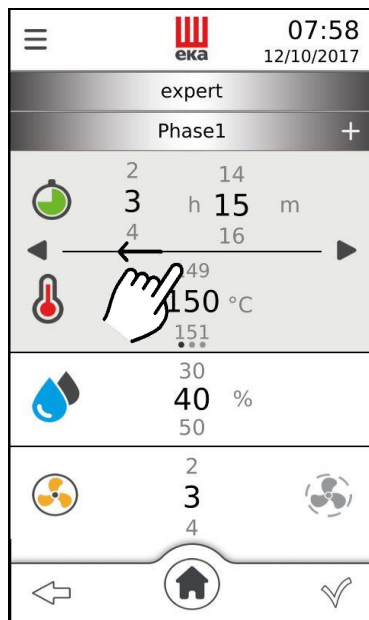 07:58
eка
12/10/2017
expert
Phase1 +
2 14
3 h 15 m
4 16
149
150 °C
151
30
40 %
50
2
3
4